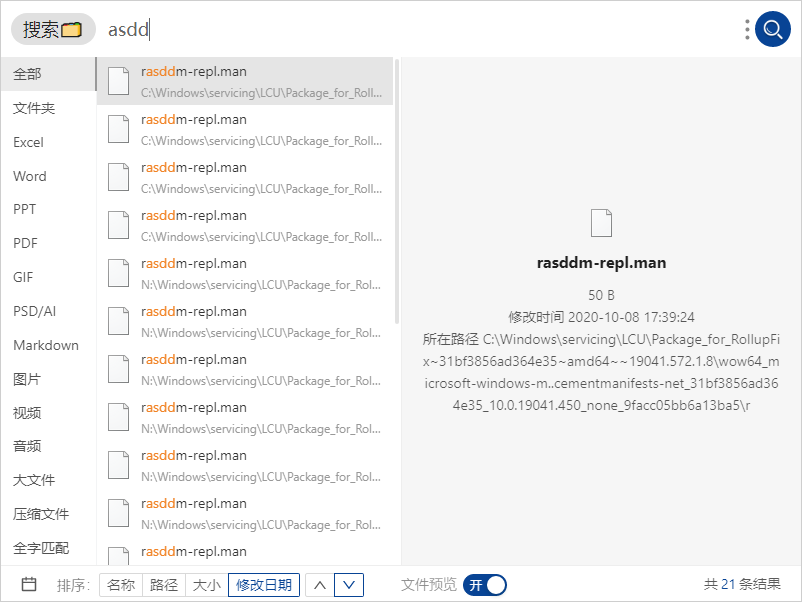 搜索
asdd
全部
文件夹
Excel
Word
PPT
PDF
GIF
PSD/AI
Markdown
图片
视频
音频
大文件
压缩文件
全字匹配
rasddm-repl.man
C:\Windows\servicing\LCU\Package_for_Roll...
rasddm-repl.man
C:\Windows\servicing\LCU\Package_for_Roll...
rasddm-repl.man
C:\Windows\servicing\LCU\Package_for_Roll...
rasddm-repl.man
C:\Windows\servicing\LCU\Package_for_Roll...
rasddm-repl.man
N:\Windows\servicing\LCU\Package_for_Rol...
rasddm-repl.man
N:\Windows\servicing\LCU\Package_for_Rol...
rasddm-repl.man
N:\Windows\servicing\LCU\Package_for_Rol...
rasddm-repl.man
N:\Windows\servicing\LCU\Package_for_Rol...
rasddm-repl.man
N:\Windows\servicing\LCU\Package_for_Rol...
rasddm-repl.man
N:\Windows\servicing\LCU\Package_for_Rol...
rasddm-repl.man
rasddm-repl.man
50 B
修改时间 2020-10-08 17:39:24
所在路径 C:\Windows\servicing\LCU\Package_for_RollupFi
x~31bf3856ad364e35~amd64~~19041.572.1.8\wow64_m
icrosoft-windows-m..cementmanifests-net_31bf3856ad36
4e35_10.0.19041.450_none_9facc05bb6a13ba5\r
排序: 名称 路径 大小 修改日期
文件预览 开
共 21 条结果